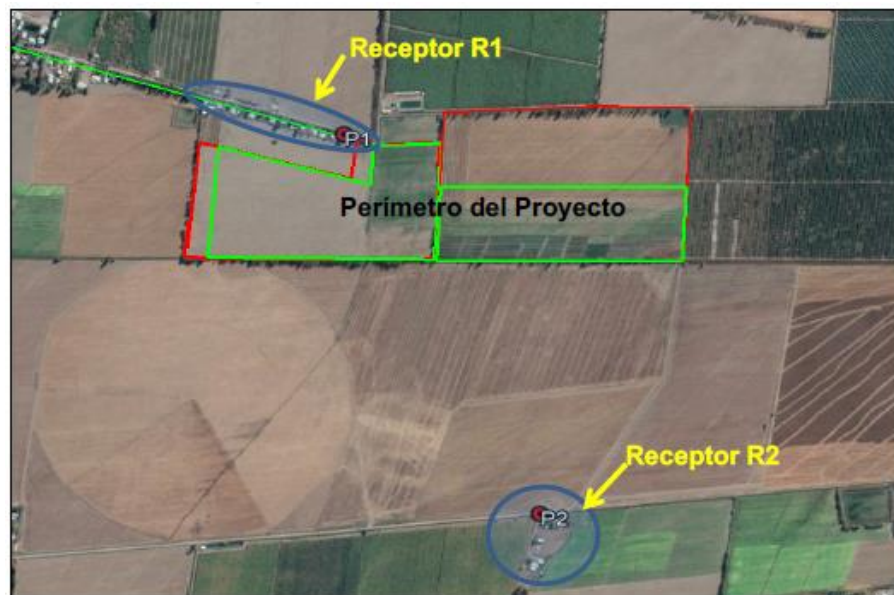 Receptor R1
P1
Perímetro del Proyecto
Receptor R2
P2